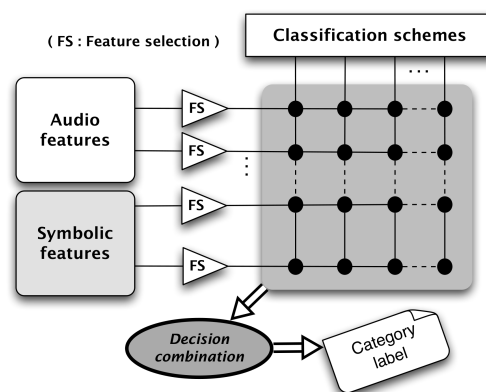 ( FS : Feature selection )
Classification schemes
...
Audio
features
FS
FS
...
Symbolic
features
FS
FS
Decision
combination
Category
label